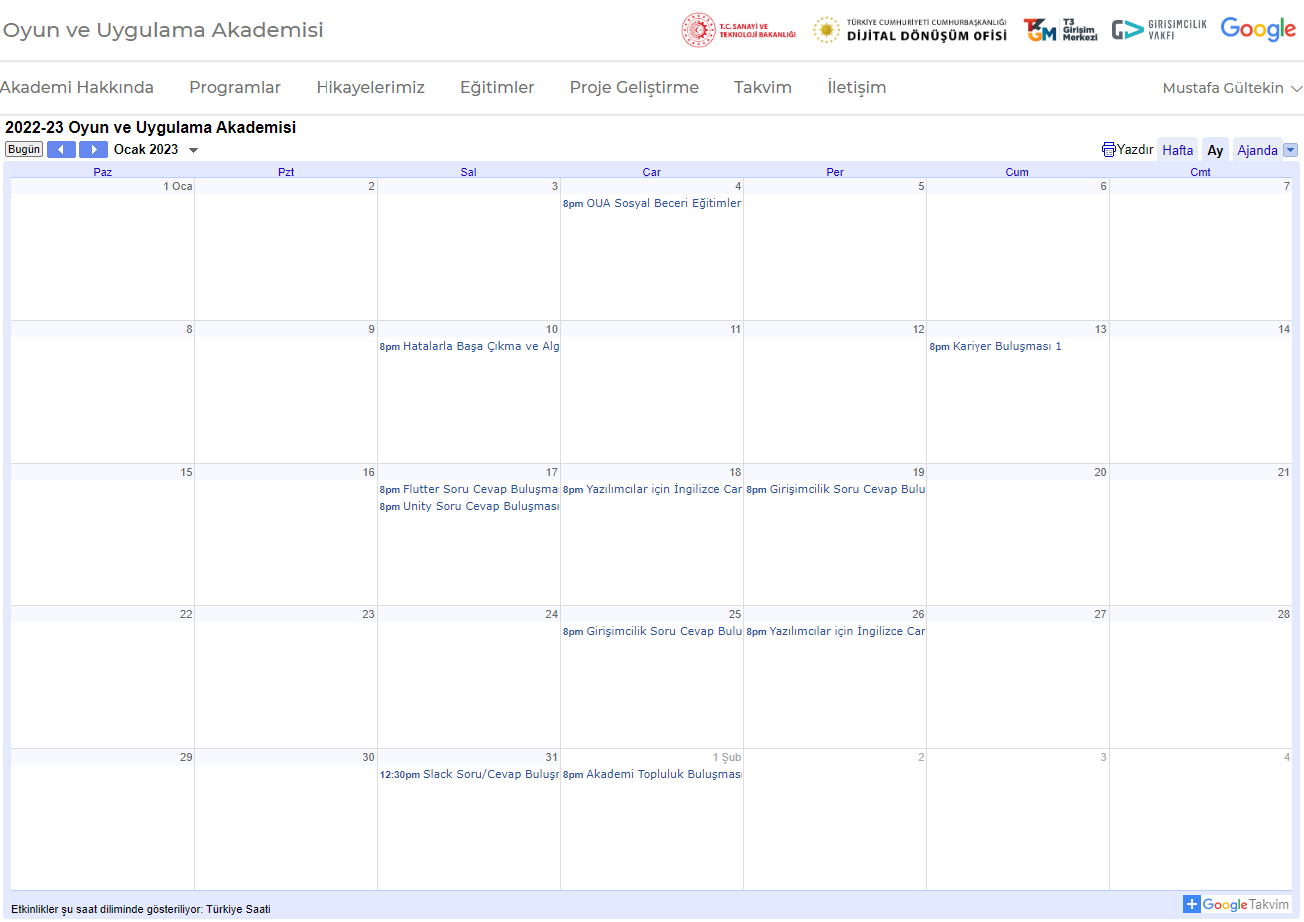 Oyun ve Uygulama Akademisi
T.C. SANAYİ VE
TEKNOLOJİ BAKANLIĞI
TÜRKİYE CUMHURİYETİ CUMHURBAŞKANLIĞI
DİJİTAL DÖNÜŞÜM OFİSİ
T3
Girişim
Merkezi
GİRİŞİMCİLİK
VAKFI
Google
Akademi Hakkında Programlar Hikayelerimiz Eğitimler Proje Geliştirme Takvim İletişim Mustafa Gültekin
2022-23 Oyun ve Uygulama Akademisi
Bugün Ocak 2023 Yazdır Hafta Ay Ajanda
Paz Pzt Sal Çar Per Cum Cmt
1 Oca 2 3 4 5 6 7
8pm OUA Sosyal Beceri Eğitimler
8 9 10 11 12 13 14
8pm Hatalarla Başa Çıkma ve Alg 8pm Kariyer Buluşması 1
15 16 17 18 19 20 21
8pm Flutter Soru Cevap Buluşma 8pm Yazılımcılar için İngilizce Car 8pm Girişimcilik Soru Cevap Bulu
8pm Unity Soru Cevap Buluşması
22 23 24 25 26 27 28
8pm Girişimcilik Soru Cevap Bulu 8pm Yazılımcılar için İngilizce Car
29 30 31 1 Şub 2 3 4
12:30pm Slack Soru/Cevap Buluşr 8pm Akademi Topluluk Buluşması
Etkinlikler şu saat diliminde gösteriliyor: Türkiye Saati
Google Takvim